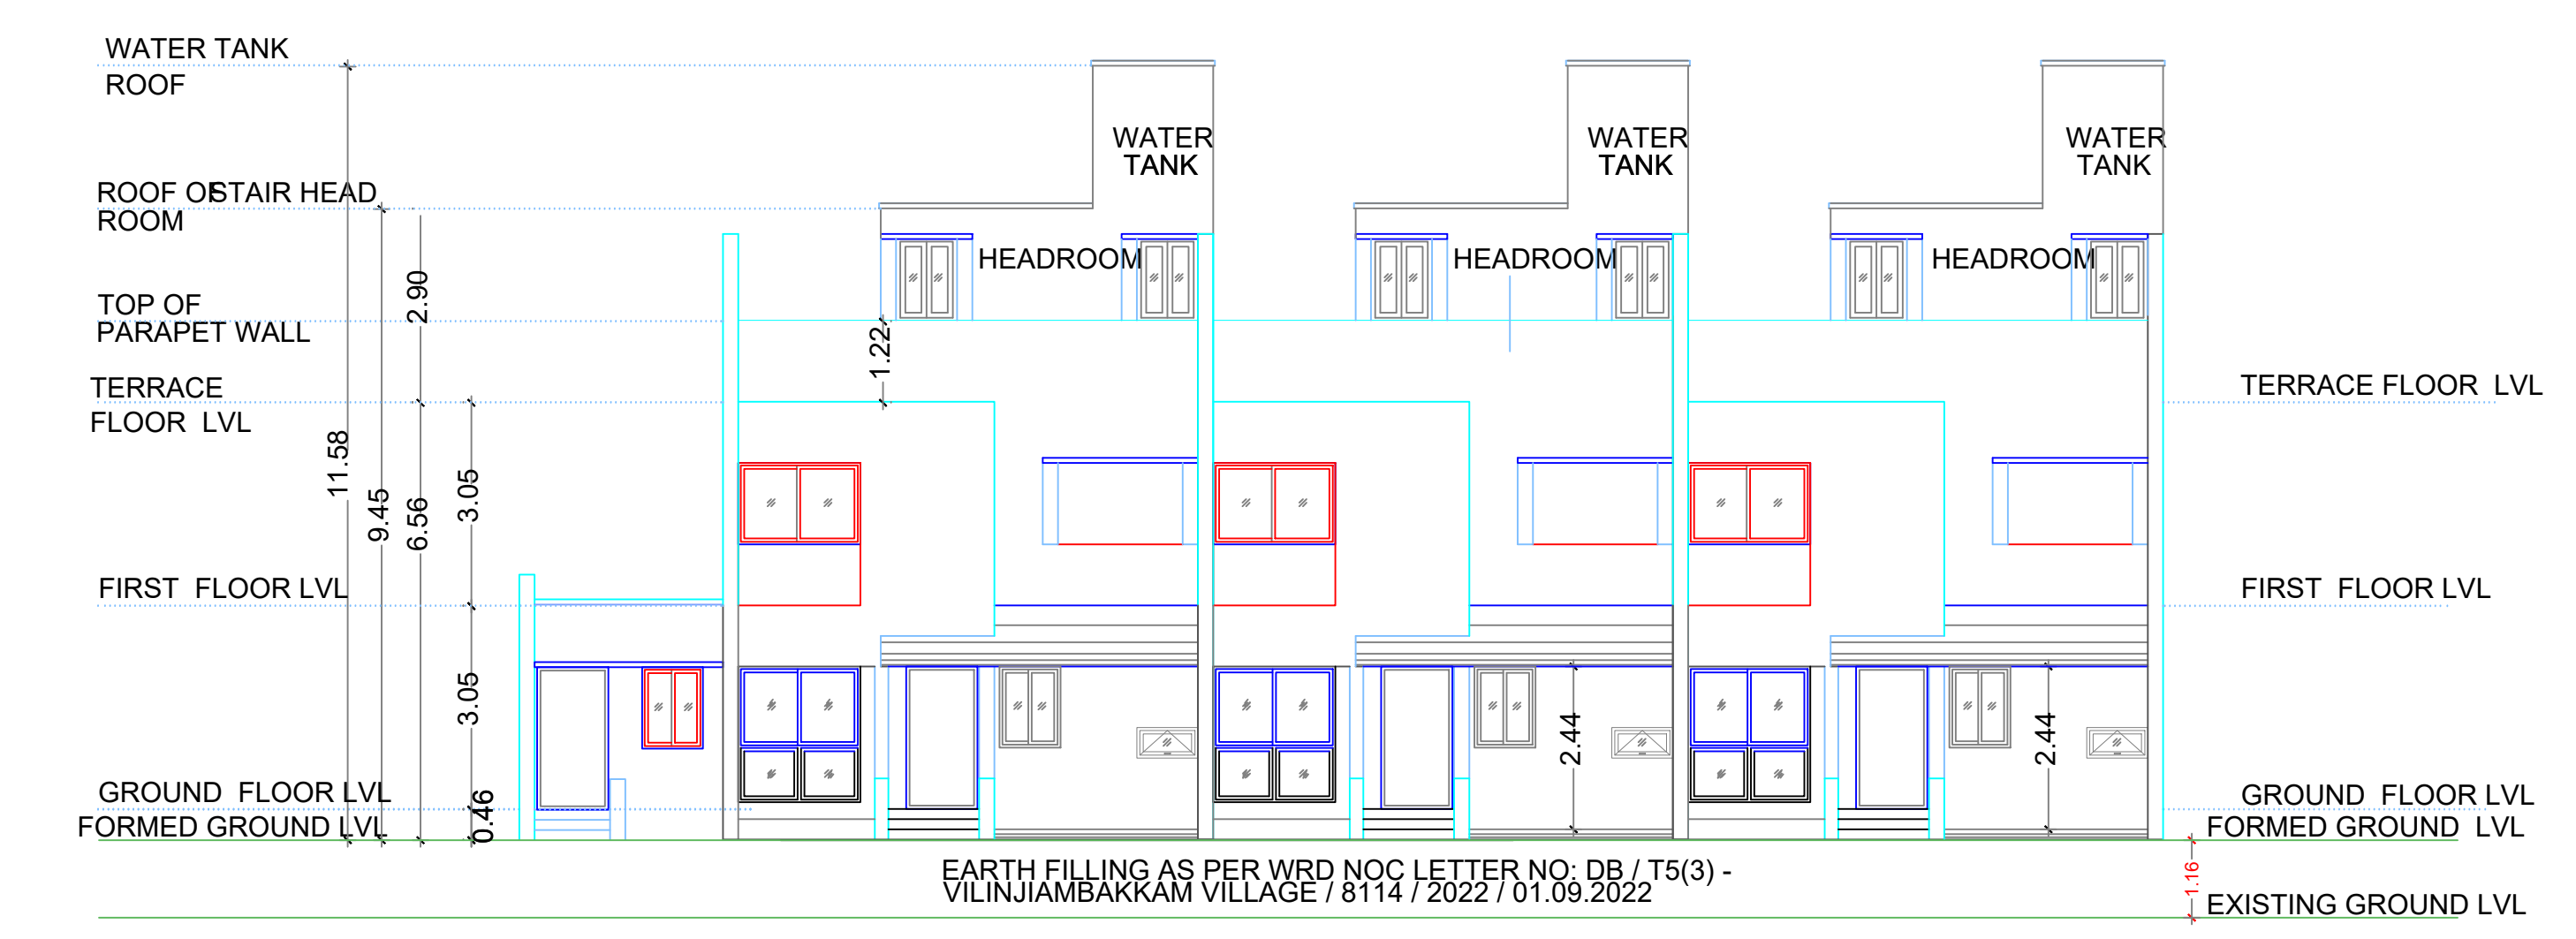 WATER TANK
ROOF
WATER
TANK
WATER
TANK
WATER
TANK
ROOF OF STAIR HEAD
ROOM
HEADROOM
HEADROOM
HEADROOM
2.90
TOP OF
PARAPET WALL
1.22
TERRACE
FLOOR LVL
TERRACE FLOOR LVL
11.58
9.45
6.56
3.05
FIRST FLOOR LVL
FIRST FLOOR LVL
3.05
2.44
2.44
GROUND FLOOR LVL
GROUND FLOOR LVL
0.46
FORMED GROUND LVL
FORMED GROUND LVL
EARTH FILLING AS PER WRD NOC LETTER NO: DB / T5(3) -
VILINJIAMBAKKAM VILLAGE / 8114 / 2022 / 01.09.2022
1.16
EXISTING GROUND LVL